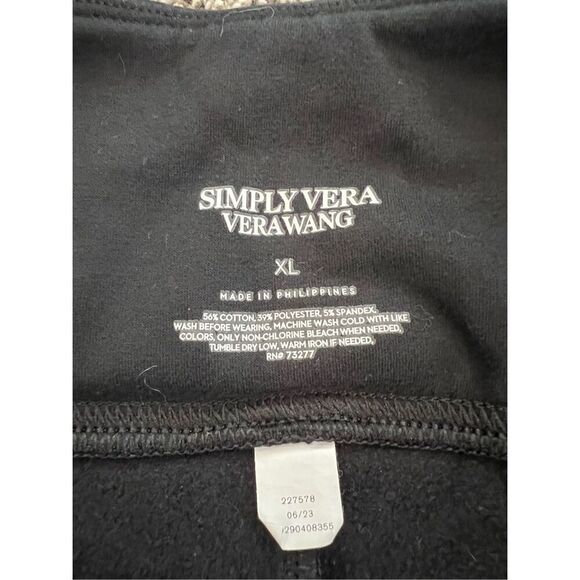 SIMPLY VERA
VERAWANG
XL
MADE IN PHILIPPINES
56% COTTON, 39% POLYESTER, 5% SPANDEX,
WASH BEFORE WEARING, MACHINE WASH COLD WITH LIKE
COLORS, ONLY NON-CHLORINE BLEACH WHEN NEEDED,
TUMBLE DRY LOW, WARM IRON IF NEEDED,
RN# 73277
227578
06/23
0290408355